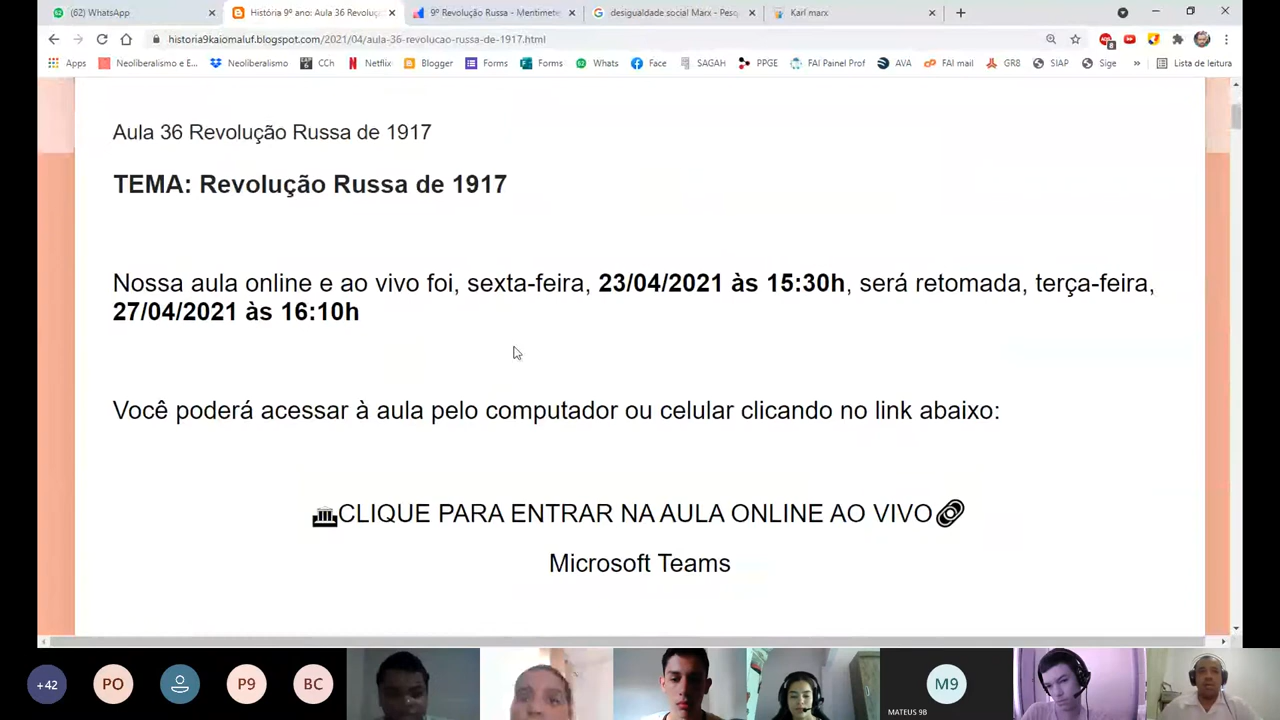 (62) WhatsApp
História 9º ano: Aula 36 Revoluçã
9º Revolução Russa - Mentimete
desigualdade social Marx - Pesq
Karl marx
historia9kaiomaluf.blogspot.com/2021/04/aula-36-revolucao-russa-de-1917.html
Apps
Neoliberalismo e E...
Neoliberalismo
CCh
Netflix
Blogger
Forms
Forms
Whats
Face
SAGAH
PPGE
FAI Painel Prof
AVA
FAI mail
GR8
SIAP
Sige
»
Lista de leitura
Aula 36 Revolução Russa de 1917
TEMA: Revolução Russa de 1917
Nossa aula online e ao vivo foi, sexta-feira, 23/04/2021 às 15:30h, será retomada, terça-feira,
27/04/2021 às 16:10h
Você poderá acessar à aula pelo computador ou celular clicando no link abaixo:
CLIQUE PARA ENTRAR NA AULA ONLINE AO VIVO
Microsoft Teams
+42
PO
P9
BC
M9
MATEUS 9B